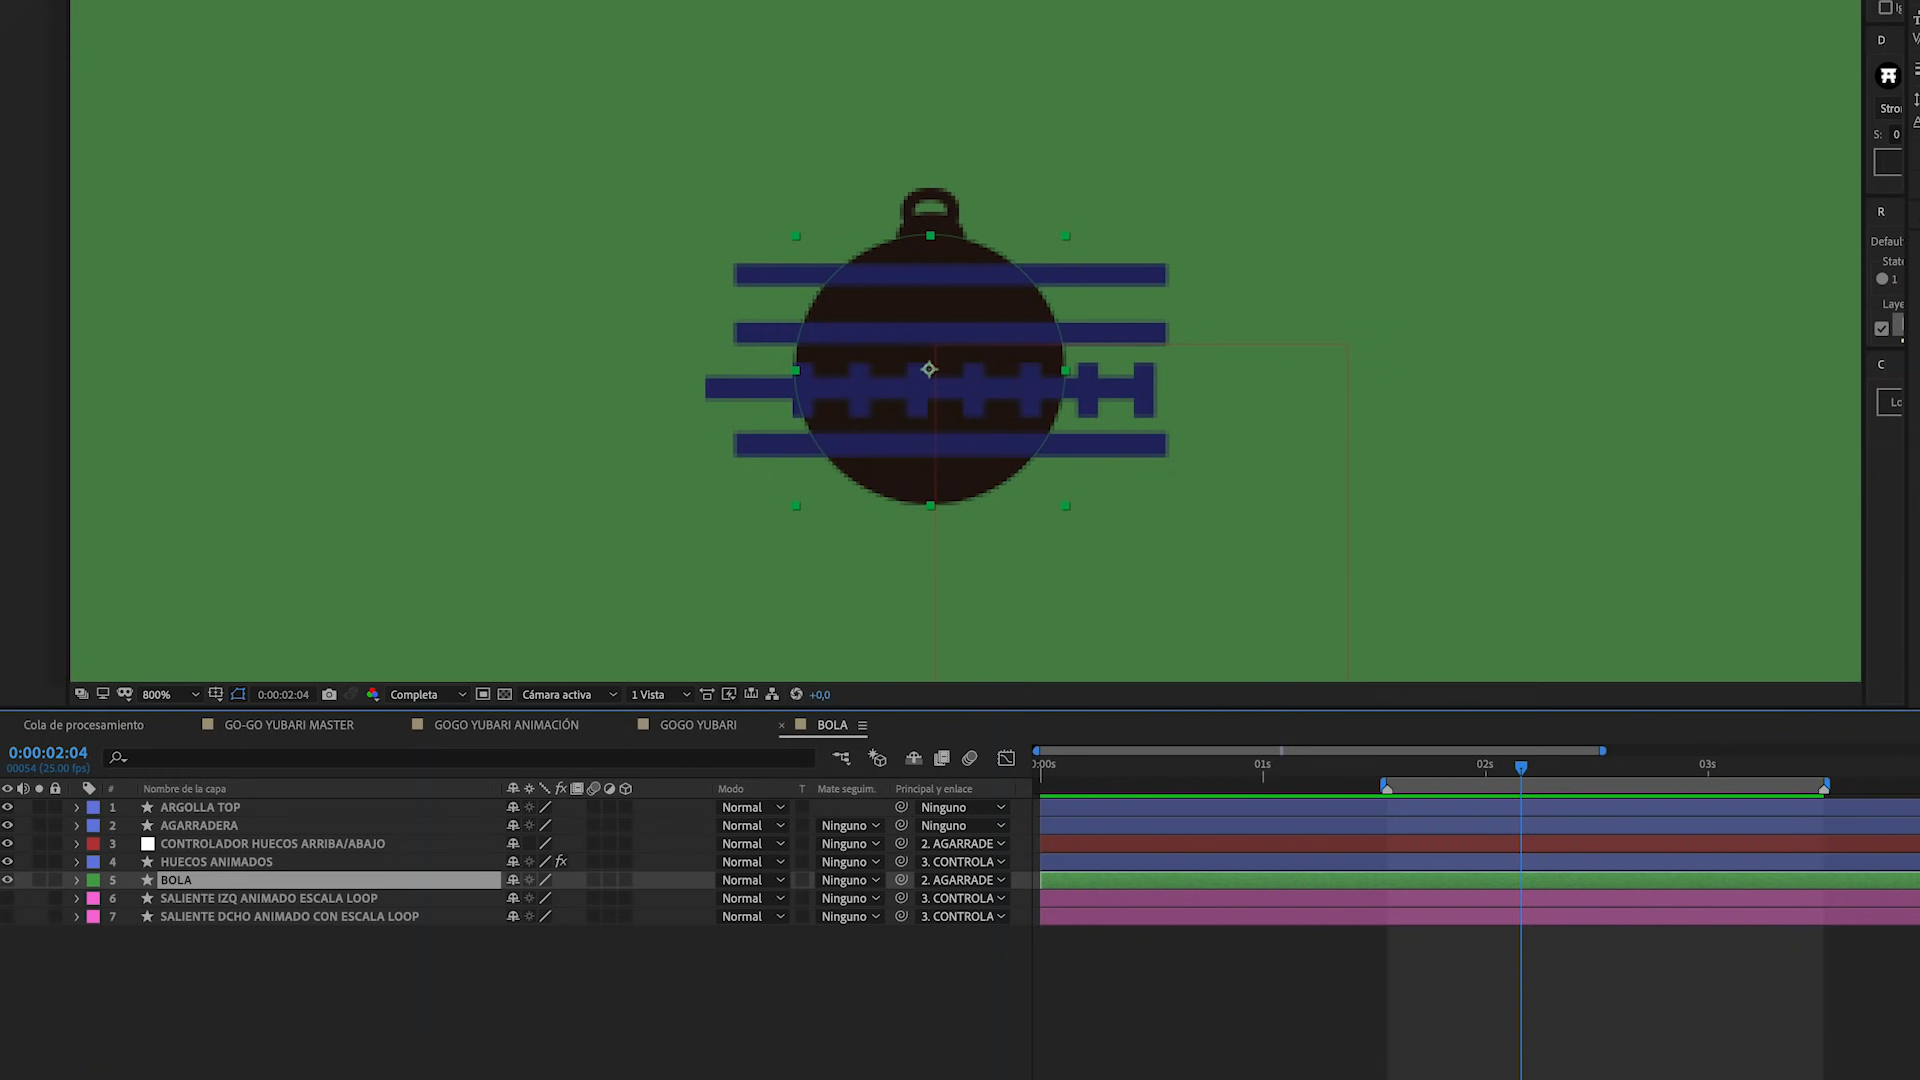 D
Stro
S: 0
R
Defaul
State
1
Laye
C
Lo
800% 0:00:02:04 Completa Cámara activa 1 Vista +0,0
Cola de procesamiento GO-GO YUBARI MASTER GOGO YUBARI ANIMACIÓN GOGO YUBARI × BOLA
0:00:02:04
00054 (25.00 fps)
:00s 01s 02s 03s
# Nombre de la capa fx Modo T Mate seguim. Principal y enlace
1 ARGOLLA TOP Normal Ninguno
2 AGARRADERA Normal Ninguno Ninguno
3 CONTROLADOR HUECOS ARRIBA/ABAJO Normal Ninguno 2. AGARRADE
4 HUECOS ANIMADOS fx Normal Ninguno 3. CONTROLA
5 BOLA Normal Ninguno 2. AGARRADE
6 SALIENTE IZQ ANIMADO ESCALA LOOP Normal Ninguno 3. CONTROLA
7 SALIENTE DCHO ANIMADO CON ESCALA LOOP Normal Ninguno 3. CONTROLA